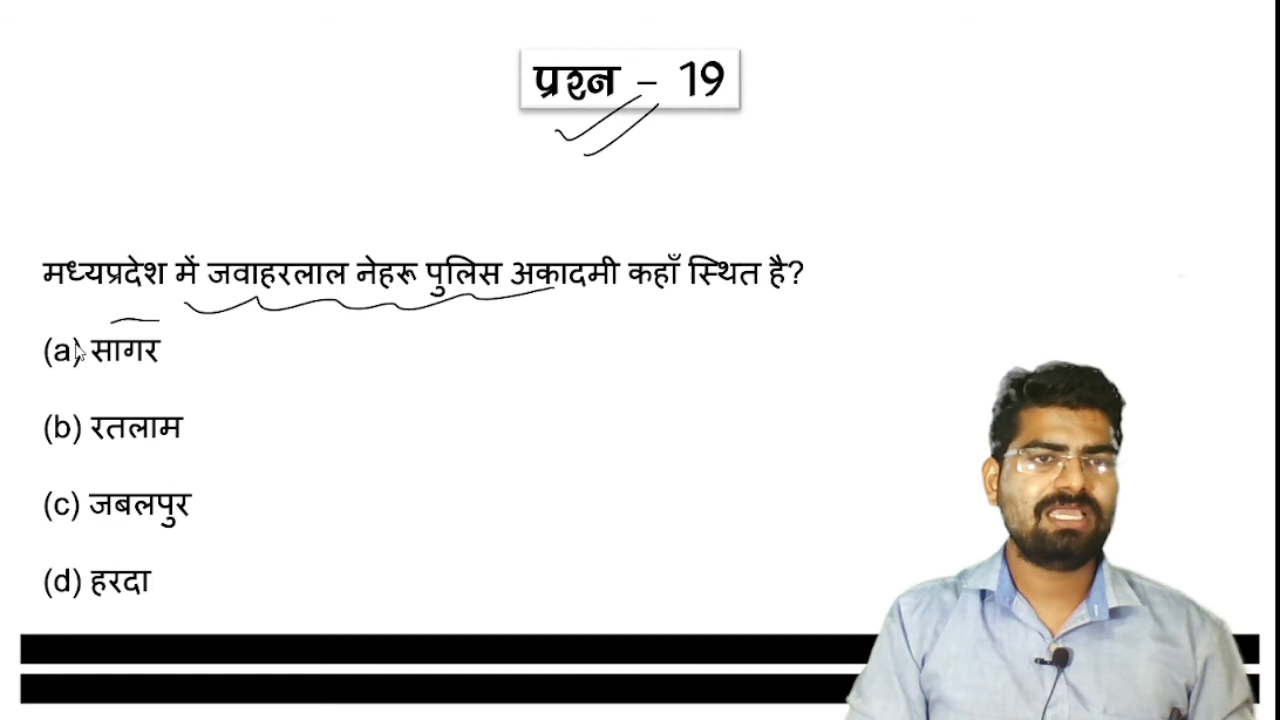 प्रश्न – 19
मध्यप्रदेश में जवाहरलाल नेहरू पुलिस अकादमी कहाँ स्थित है?
(a) सागर
(b) रतलाम
(c) जबलपुर
(d) हरदा